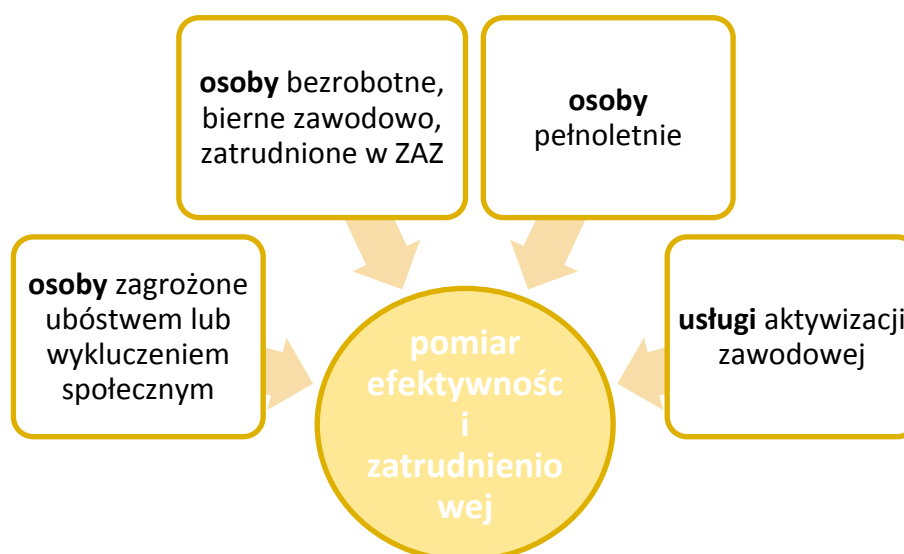 osoby bezrobotne,
bierne zawodowo,
zatrudnione w ZAZ
osoby
pełnoletnie
osoby zagrożone
ubóstwem lub
wykluczeniem
społecznym
usługi aktywizacji
zawodowej
pomiar
efektywnośc
i
zatrudnienio
wej